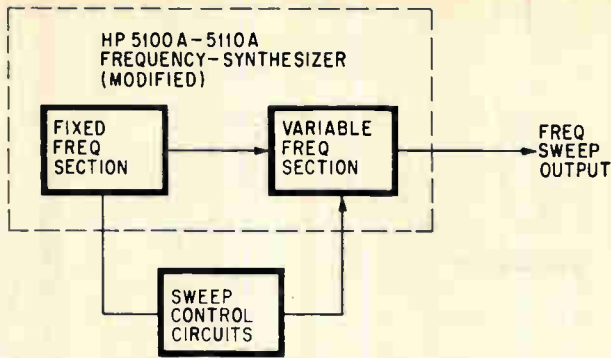 HP 5100A-5110A
FREQUENCY-SYNTHESIZER
(MODIFIED)
FIXED
FREQ
SECTION
VARIABLE
FREQ
SECTION
FREQ
SWEEP
OUTPUT
SWEEP
CONTROL
CIRCUITS